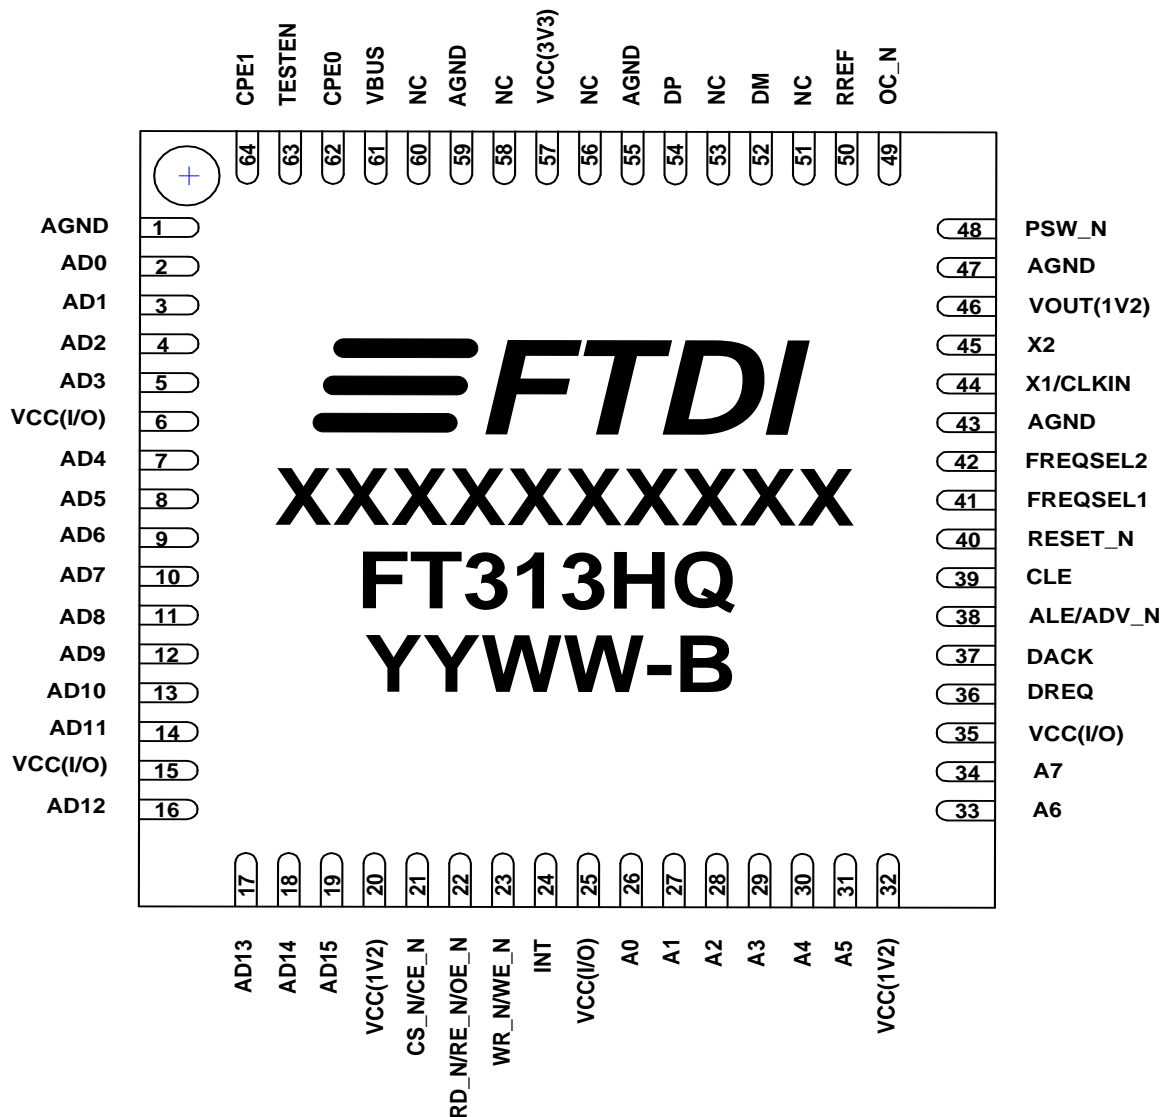 CPE1
TESTEN
CPE0
VBUS
NC
AGND
NC
VCC(3V3)
NC
AGND
DP
NC
DM
NC
RREF
OC_N
64
63
62
61
60
59
58
57
56
55
54
53
52
51
50
49
AGND 1
AD0 2
AD1 3
AD2 4
AD3 5
VCC(I/O) 6
AD4 7
AD5 8
AD6 9
AD7 10
AD8 11
AD9 12
AD10 13
AD11 14
VCC(I/O) 15
AD12 16
FTDI
XXXXXXXXXX
FT313HQ
YYWW-B
48 PSW_N
47 AGND
46 VOUT(1V2)
45 X2
44 X1/CLKIN
43 AGND
42 FREQSEL2
41 FREQSEL1
40 RESET_N
39 CLE
38 ALE/ADV_N
37 DACK
36 DREQ
35 VCC(I/O)
34 A7
33 A6
17
18
19
20
21
22
23
24
25
26
27
28
29
30
31
32
AD13
AD14
AD15
VCC(1V2)
CS_N/CE_N
RD_N/RE_N/OE_N
WR_N/WE_N
INT
VCC(I/O)
A0
A1
A2
A3
A4
A5
VCC(1V2)